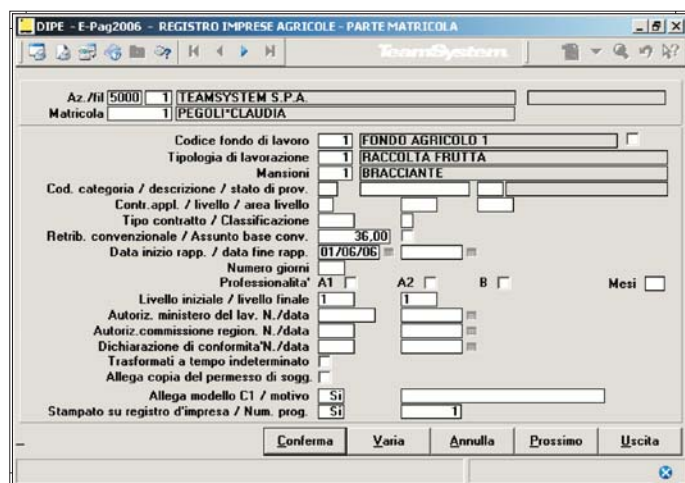 DIPE - E-Pag2006 - REGISTRO IMPRESE AGRICOLE - PARTE MATRICOLA
TeamSystem
Az./fil 5000 1 TEAMSYSTEM S.P.A.
Matricola 1 PEGOLI*CLAUDIA
Codice fondo di lavoro 1 FONDO AGRICOLO 1
Tipologia di lavorazione 1 RACCOLTA FRUTTA
Mansioni 1 BRACCIANTE
Cod. categoria / descrizione / stato di prov.
Contr.appl. / livello / area livello
Tipo contratto / Classificazione
Retrib. convenzionale / Assunto base conv. 36,00
Data inizio rapp. / data fine rapp. 01/06/06
Numero giorni
Professionalita' A1 A2 B Mesi
Livello iniziale / livello finale 1 1
Autoriz. ministero del lav. N./data
Autoriz.commissione region. N./data
Dichiarazione di conformita'N./data
Trasformati a tempo indeterminato
Allega copia del permesso di sogg.
Allega modello C1 / motivo Si
Stampato su registro d'impresa / Num. prog. Si 1
Conferma Varia Annulla Prossimo Uscita